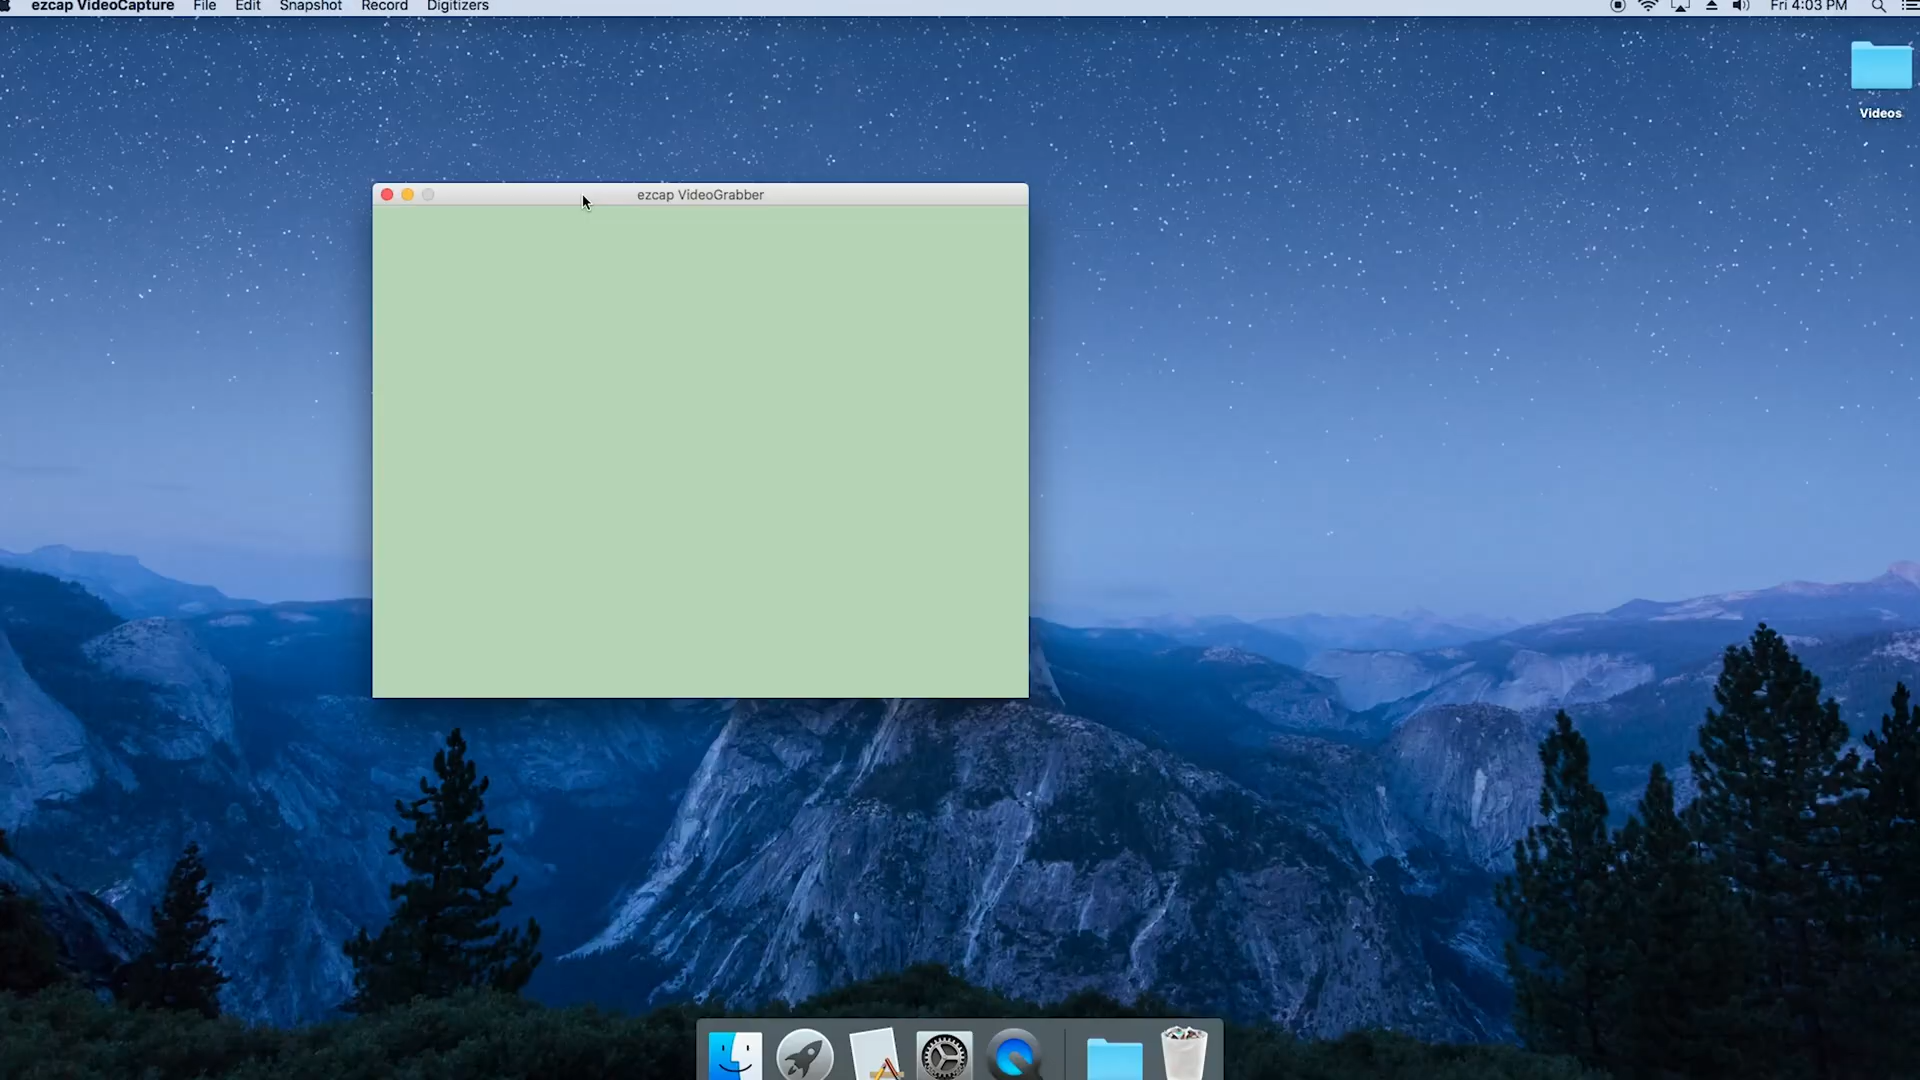 ezcap VideoCapture File Edit Snapshot Record Digitizers Fri 4:03 PM
Videos
ezcap VideoGrabber